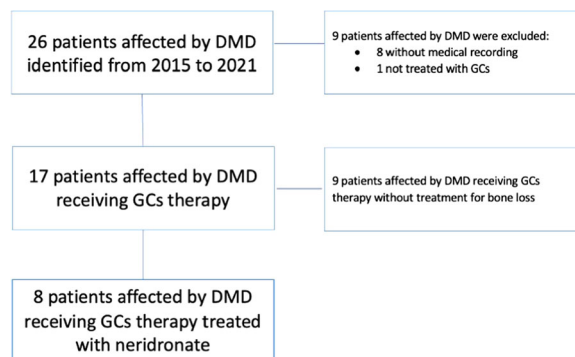 26 patients affected by DMD
identified from 2015 to 2021
9 patients affected by DMD were excluded:
• 8 without medical recording
• 1 not treated with GCs
17 patients affected by DMD
receiving GCs therapy
9 patients affected by DMD receiving GCs
therapy without treatment for bone loss
8 patients affected by DMD
receiving GCs therapy treated
with neridronate